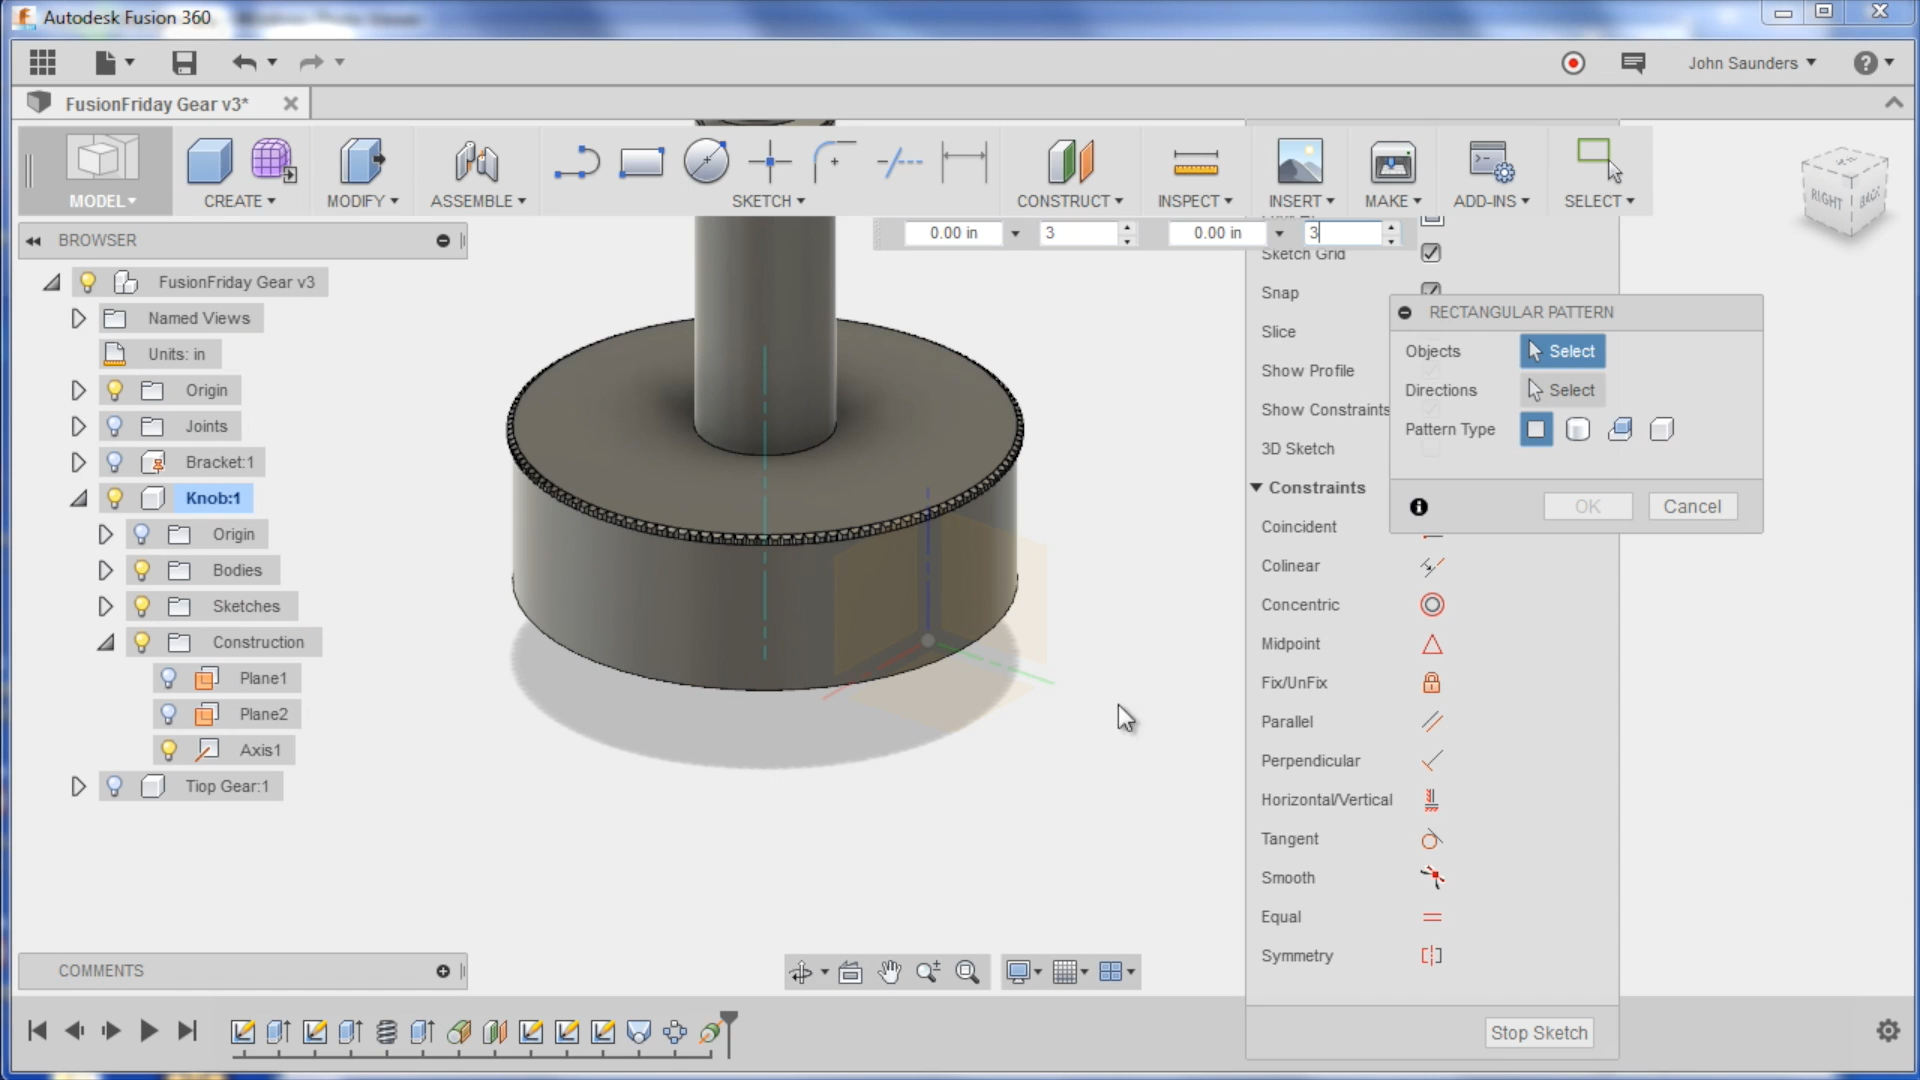 Autodesk Fusion 360
John Saunders
FusionFriday Gear v3*
MODEL
CREATE
MODIFY
ASSEMBLE
SKETCH
CONSTRUCT
INSPECT
INSERT
MAKE
ADD-INS
SELECT
RIGHT
BACK
BROWSER
0.00 in
3
0.00 in
3
FusionFriday Gear v3
Named Views
Units: in
Origin
Joints
Bracket:1
Knob:1
Origin
Bodies
Sketches
Construction
Plane1
Plane2
Axis1
Tiop Gear:1
Sketch Grid
Snap
Slice
Show Profile
Show Constraints
3D Sketch
Constraints
Coincident
Colinear
Concentric
Midpoint
Fix/UnFix
Parallel
Perpendicular
Horizontal/Vertical
Tangent
Smooth
Equal
Symmetry
Stop Sketch
RECTANGULAR PATTERN
Objects
Select
Directions
Select
Pattern Type
OK
Cancel
COMMENTS